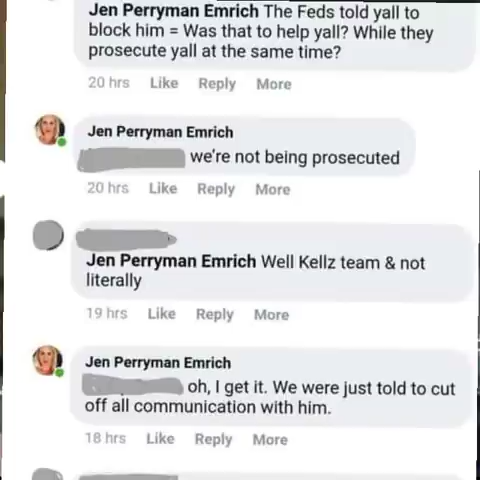 Jen Perryman Emrich The Feds told yall to
block him = Was that to help yall? While they
prosecute yall at the same time?
20 hrs Like Reply More
Jen Perryman Emrich
we're not being prosecuted
20 hrs Like Reply More
Jen Perryman Emrich Well Kellz team & not
literally
19 hrs Like Reply More
Jen Perryman Emrich
oh, I get it. We were just told to cut
off all communication with him.
18 hrs Like Reply More